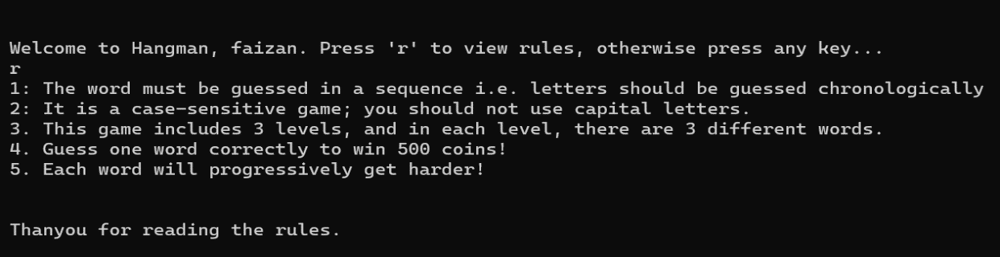 Welcome to Hangman, faizan. Press 'r' to view rules, otherwise press any key...
r
1: The word must be guessed in a sequence i.e. letters should be guessed chronologically
2: It is a case-sensitive game; you should not use capital letters.
3. This game includes 3 levels, and in each level, there are 3 different words.
4. Guess one word correctly to win 500 coins!
5. Each word will progressively get harder!
Thanyou for reading the rules.